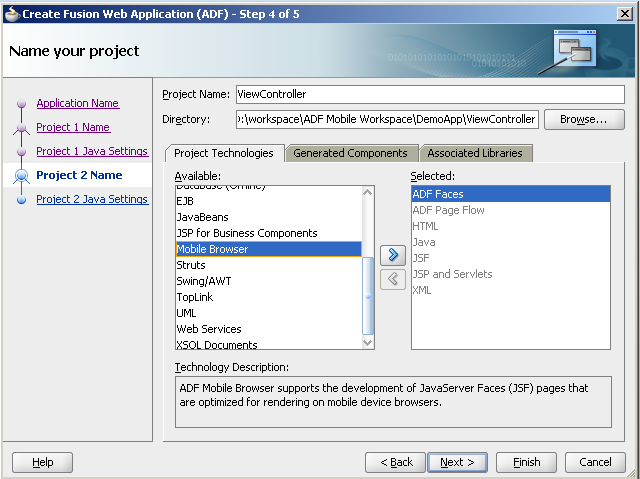 Create Fusion Web Application (ADF) - Step 4 of 5
Name your project
01010101010101010101010101
01010101010
Application Name
Project 1 Name
Project 1 Java Settings
Project 2 Name
Project 2 Java Settings
Project Name: ViewController
Directory: D:\workspace\ADF Mobile Workspace\DemoApp\ViewController Browse...
Project Technologies Generated Components Associated Libraries
Available:
Database (Offline)
EJB
JavaBeans
JSP for Business Components
Mobile Browser
Struts
Swing/AWT
TopLink
UML
Web Services
XSQL Documents
Selected:
ADF Faces
ADF Page Flow
HTML
Java
JSF
JSP and Servlets
XML
Technology Description:
ADF Mobile Browser supports the development of JavaServer Faces (JSF) pages that
are optimized for rendering on mobile device browsers.
Help < Back Next > Finish Cancel